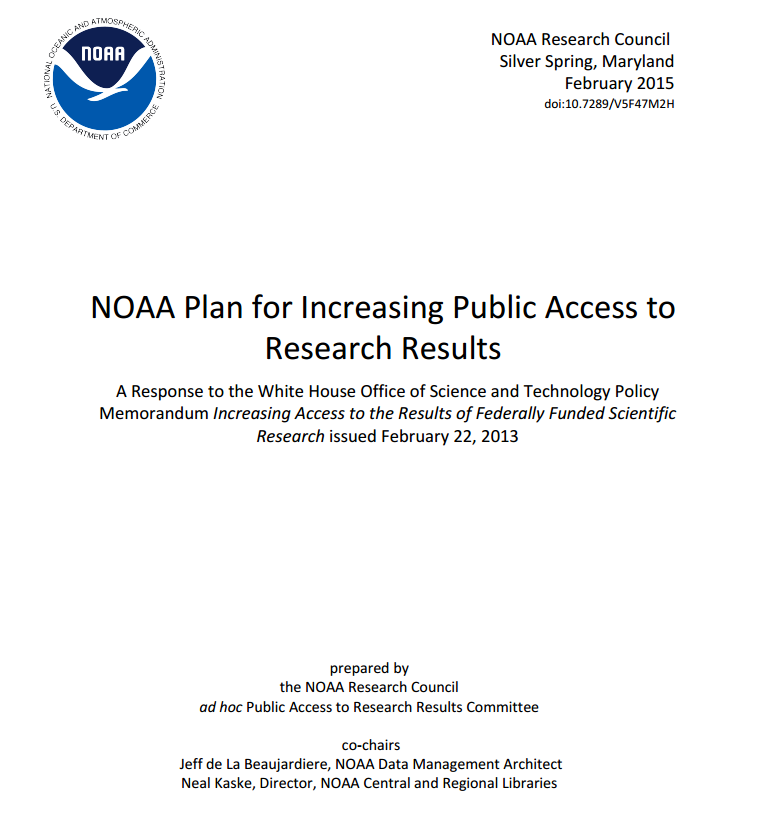 NATIONAL OCEANIC AND ATMOSPHERIC ADMINISTRATION
NOAA
U.S. DEPARTMENT OF COMMERCE
NOAA Research Council
Silver Spring, Maryland
February 2015
doi:10.7289/V5F47M2H
NOAA Plan for Increasing Public Access to
Research Results
A Response to the White House Office of Science and Technology Policy
Memorandum Increasing Access to the Results of Federally Funded Scientific
Research issued February 22, 2013
prepared by
the NOAA Research Council
ad hoc Public Access to Research Results Committee
co-chairs
Jeff de La Beaujardiere, NOAA Data Management Architect
Neal Kaske, Director, NOAA Central and Regional Libraries